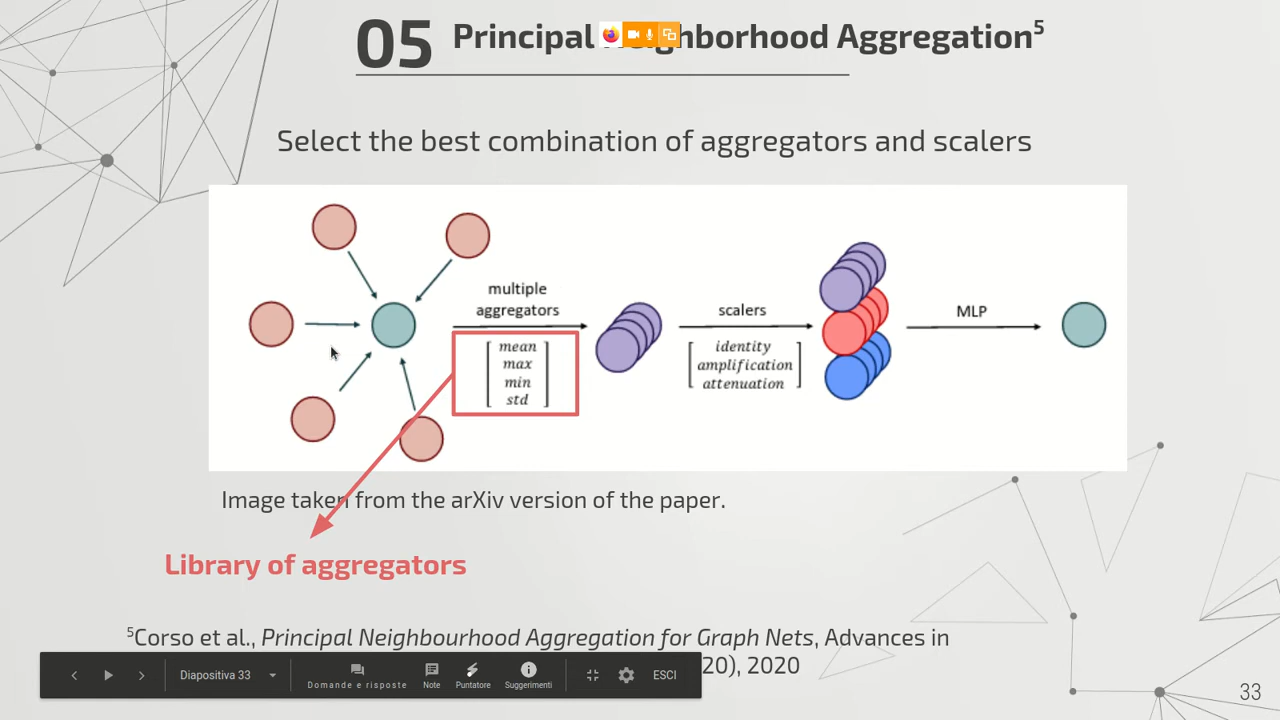 05 Principal hborhood Aggregation⁵
Select the best combination of aggregators and scalers
multiple
aggregators
mean
max
min
std
scalers
identity
amplification
attenuation
MLP
Image taken from the arXiv version of the paper.
Library of aggregators
⁵Corso et al., Principal Neighbourhood Aggregation for Graph Nets, Advances in
20), 2020
Diapositiva 33
Domande e risposte
Note
Puntatore
Suggerimenti
ESCI
33